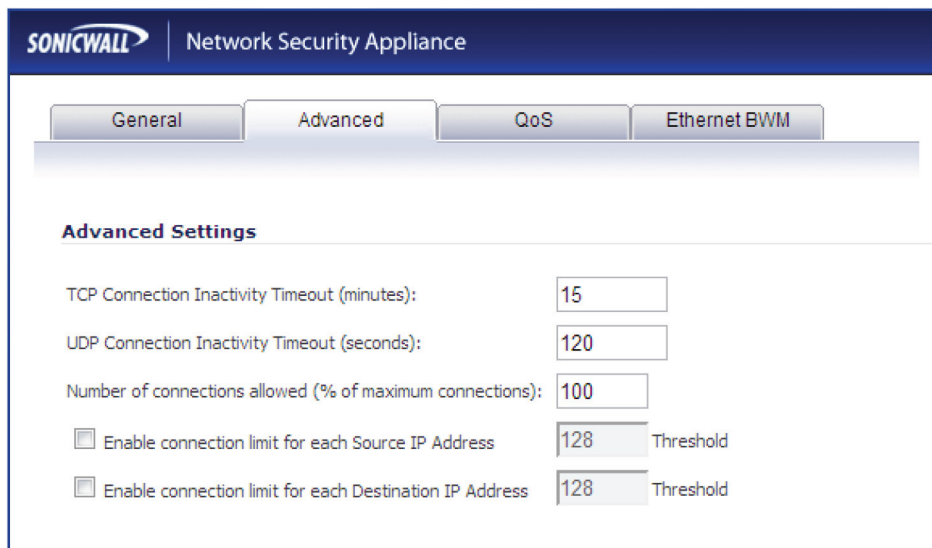 SONICWALL Network Security Appliance
General Advanced QoS Ethernet BWM
Advanced Settings
TCP Connection Inactivity Timeout (minutes): 15
UDP Connection Inactivity Timeout (seconds): 120
Number of connections allowed (% of maximum connections): 100
Enable connection limit for each Source IP Address 128 Threshold
Enable connection limit for each Destination IP Address 128 Threshold